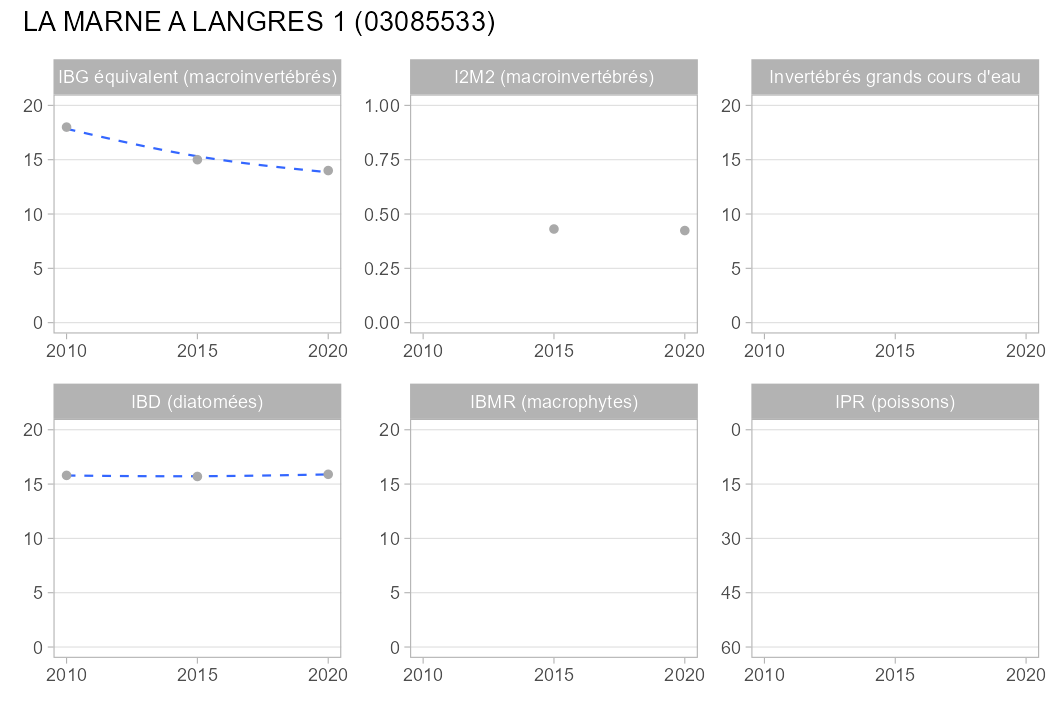 LA MARNE A LANGRES 1 (03085533)
IBG équivalent (macroinvertébrés)
20
15
10
5
0
2010 2015 2020
I2M2 (macroinvertébrés)
1.00
0.75
0.50
0.25
0.00
2010 2015 2020
Invertébrés grands cours d'eau
20
15
10
5
0
2010 2015 2020
IBD (diatomées)
20
15
10
5
0
2010 2015 2020
IBMR (macrophytes)
20
15
10
5
0
2010 2015 2020
IPR (poissons)
0
15
30
45
60
2010 2015 2020